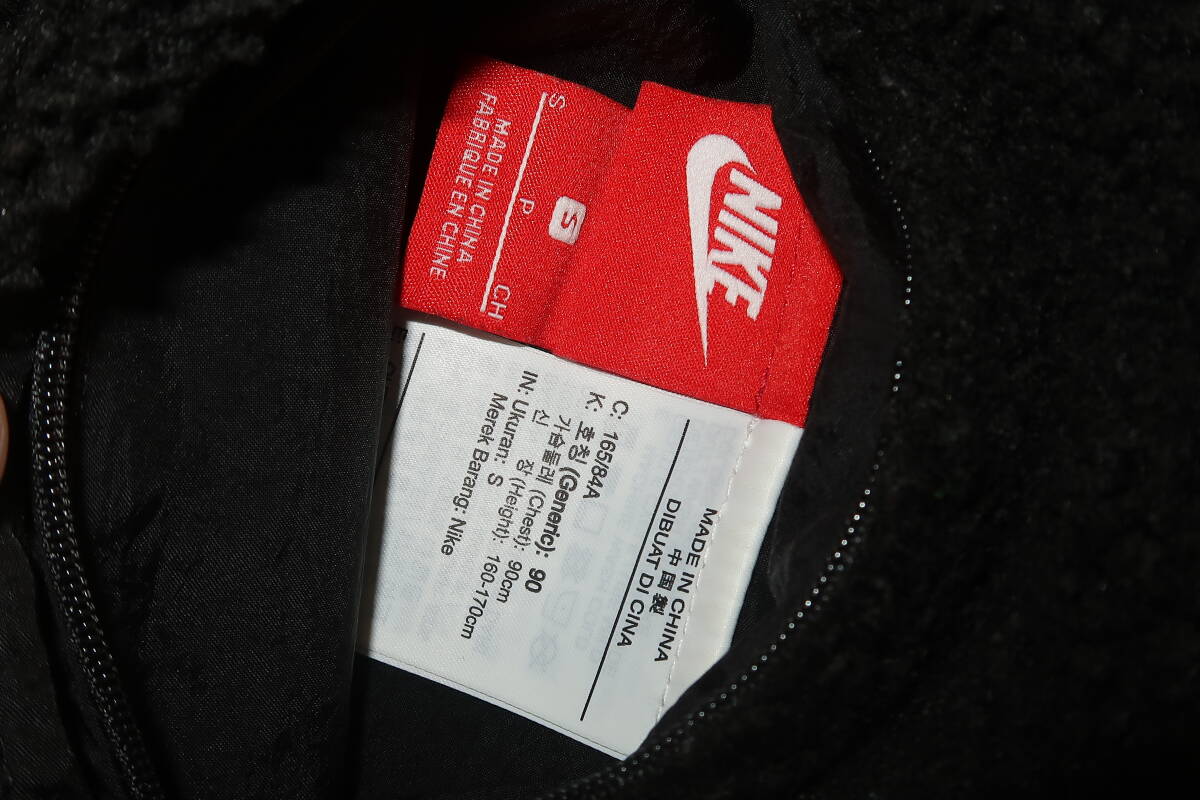 NIKE
S
S P CH
MADE IN CHINA
FABRIQUE EN CHINE
MADE IN CHINA
中国製
DIBUAT DI CINA
C: 165/84A
K: 호칭 (Generic): 90
가슴둘레 (Chest): 90cm
신 장 (Height): 160-170cm
IN: Ukuran: S
Merek Barang: Nike